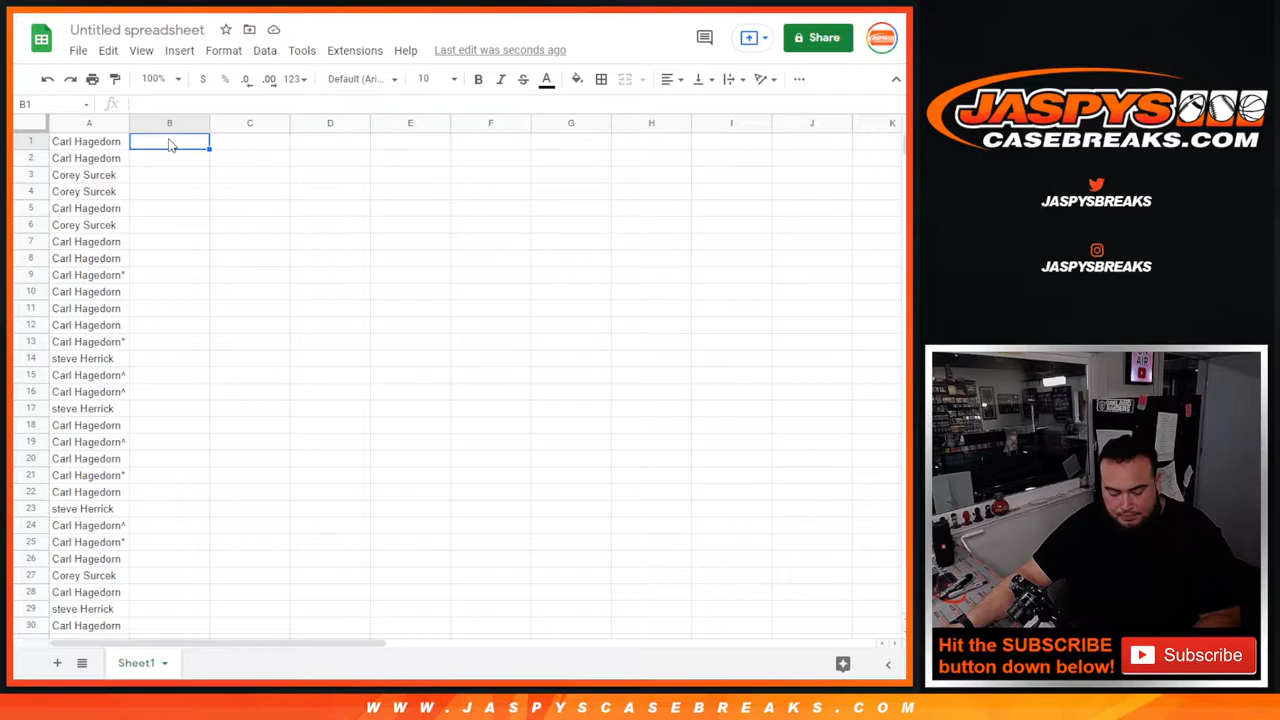 Untitled spreadsheet
File Edit View Insert Format Data Tools Extensions Help Last edit was seconds ago
Share
100% $ % .0 .00 123 Default (Ari... 10 B I S A
B1 fx
A B C D E F G H I J K
1 Carl Hagedorn
2 Carl Hagedorn
3 Corey Surcek
4 Corey Surcek
5 Carl Hagedorn
6 Corey Surcek
7 Carl Hagedorn
8 Carl Hagedorn
9 Carl Hagedorn*
10 Carl Hagedorn
11 Carl Hagedorn
12 Carl Hagedorn
13 Carl Hagedorn*
14 steve Herrick
15 Carl Hagedorn^
16 Carl Hagedorn^
17 steve Herrick
18 Carl Hagedorn
19 Carl Hagedorn^
20 Carl Hagedorn
21 Carl Hagedorn*
22 Carl Hagedorn
23 steve Herrick
24 Carl Hagedorn^
25 Carl Hagedorn*
26 Carl Hagedorn
27 Corey Surcek
28 Carl Hagedorn
29 steve Herrick
30 Carl Hagedorn
Sheet1
JASPYS
CASEBREAKS.COM
JASPYSBREAKS
JASPYSBREAKS
ON
AIR
Hit the SUBSCRIBE
button down below!
Subscribe
WWW.JASPYSCASEBREAKS.COM